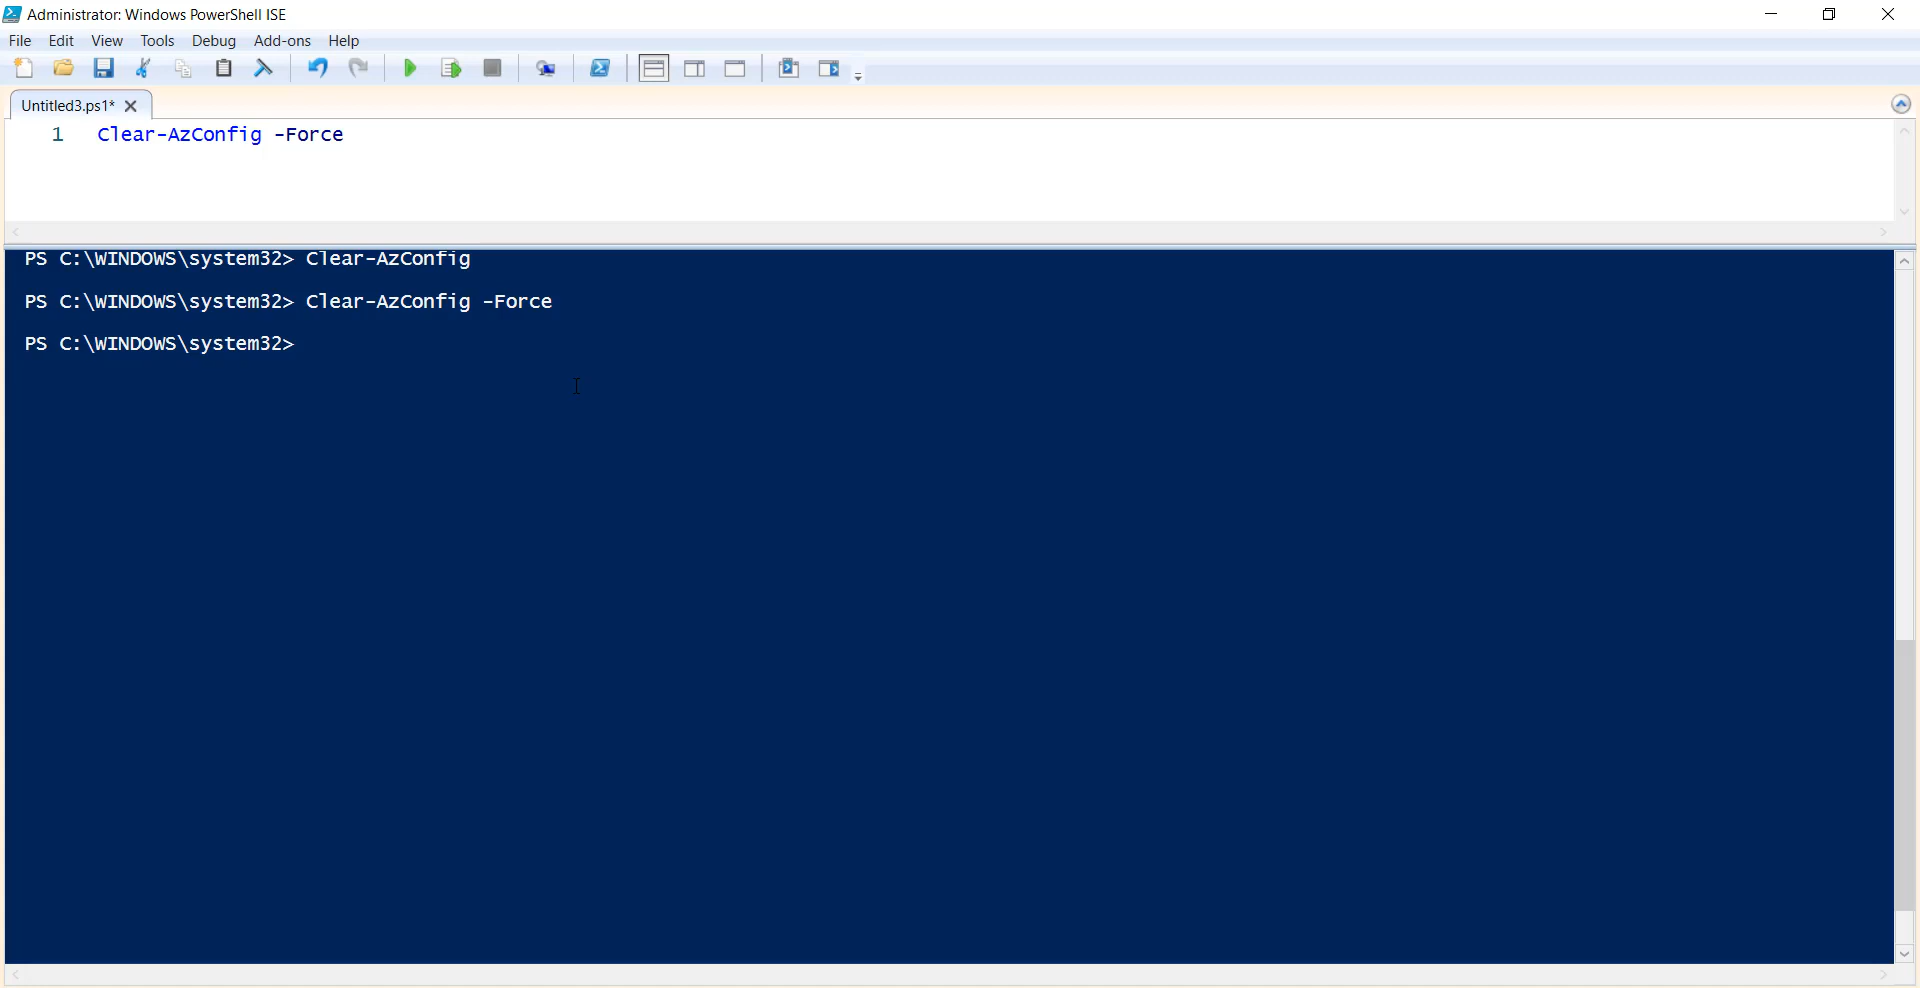 Administrator: Windows PowerShell ISE
File Edit View Tools Debug Add-ons Help
Untitled3.ps1*
1 Clear-AzConfig -Force
PS C:\WINDOWS\system32> Clear-AzConfig
PS C:\WINDOWS\system32> Clear-AzConfig -Force
PS C:\WINDOWS\system32>